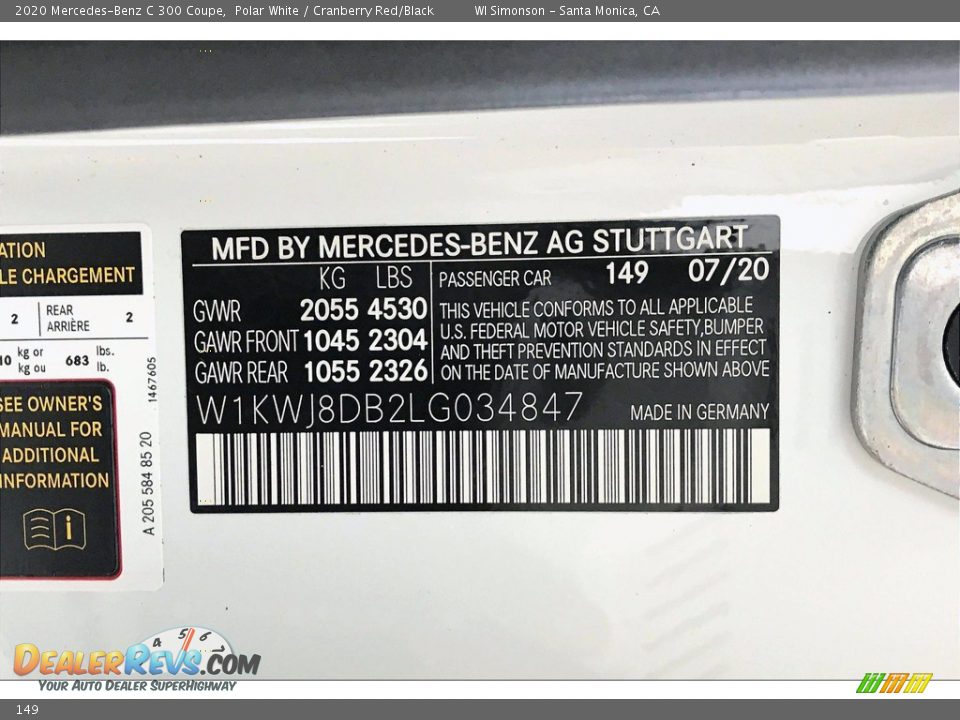 2020 Mercedes-Benz C 300 Coupe, Polar White / Cranberry Red/Black WI Simonson - Santa Monica, CA
ATION
LE CHARGEMENT
2 REAR ARRIÈRE 2
10 kg or kg ou 683 lbs. lb.
SEE OWNER'S
MANUAL FOR
ADDITIONAL
INFORMATION
1467605
A 205 584 85 20
MFD BY MERCEDES-BENZ AG STUTTGART
KG LBS
GVWR 2055 4530
GAWR FRONT 1045 2304
GAWR REAR 1055 2326
PASSENGER CAR 149 07/20
THIS VEHICLE CONFORMS TO ALL APPLICABLE
U.S. FEDERAL MOTOR VEHICLE SAFETY,BUMPER
AND THEFT PREVENTION STANDARDS IN EFFECT
ON THE DATE OF MANUFACTURE SHOWN ABOVE
W1KWJ8DB2LG034847 MADE IN GERMANY
4 5 6 7
DEALERREVS.COM
YOUR AUTO DEALER SUPERHIGHWAY
149